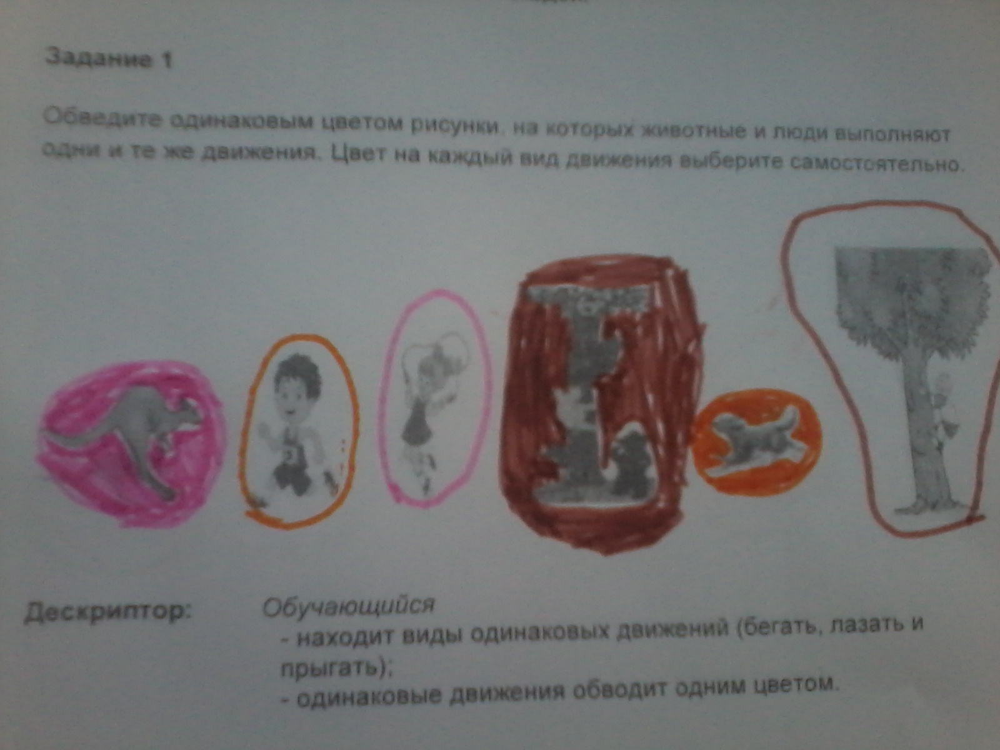 Задание 1
Обведите одинаковым цветом рисунки, на которых животные и люди выполняют
одни и те же движения. Цвет на каждый вид движения выберите самостоятельно.
Дескриптор: Обучающийся
- находит виды одинаковых движений (бегать, лазать и
прыгать);
- одинаковые движения обводит одним цветом.